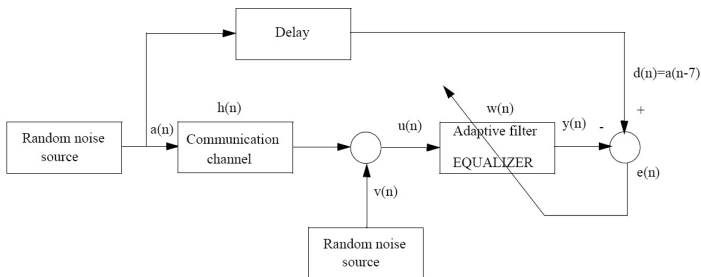 Delay
d(n)=a(n-7)
h(n)
w(n)
+
Random noise
source
a(n)
Communication
channel
u(n)
Adaptive filter
EQUALIZER
y(n)
-
e(n)
v(n)
Random noise
source